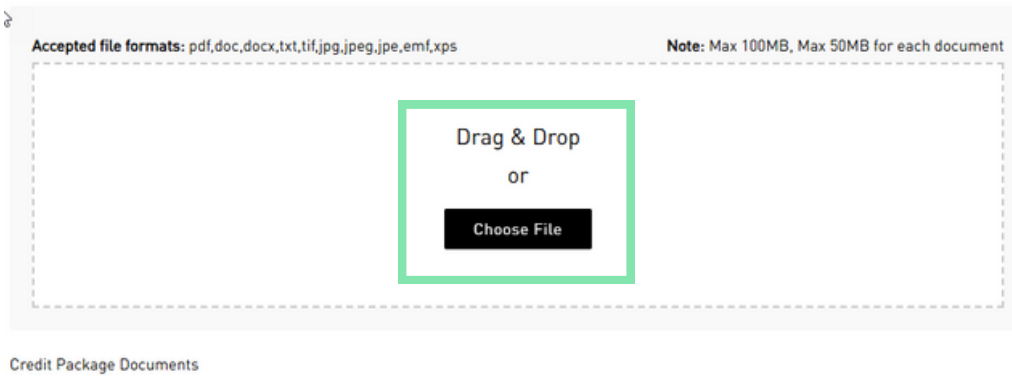 Accepted file formats: pdf,doc,docx,txt,tif,jpg,jpeg,jpe,emf,xps
Note: Max 100MB, Max 50MB for each document
Drag & Drop
or
Choose File
Credit Package Documents